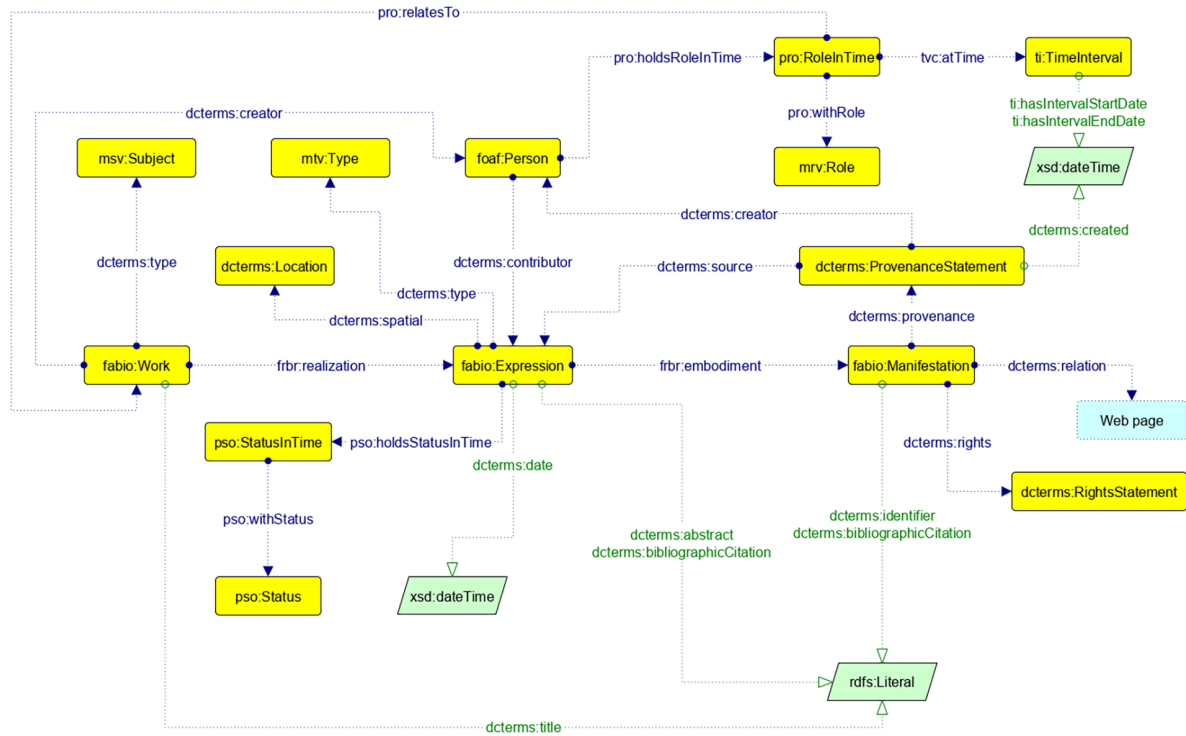 pro:relatesTo
pro:holdsRoleInTime
pro:RoleInTime
tvc:atTime
ti:TimeInterval
ti:hasIntervalStartDate
ti:hasIntervalEndDate
dcterms:creator
pro:withRole
msv:Subject
mtv:Type
foaf:Person
mrv:Role
xsd:dateTime
dcterms:creator
dcterms:created
dcterms:type
dcterms:Location
dcterms:contributor
dcterms:source
dcterms:ProvenanceStatement
dcterms:type
dcterms:spatial
dcterms:provenance
fabio:Work
frbr:realization
fabio:Expression
frbr:embodiment
fabio:Manifestation
dcterms:relation
Web page
pso:StatusInTime
pso:holdsStatusInTime
dcterms:rights
dcterms:date
dcterms:RightsStatement
pso:withStatus
dcterms:abstract
dcterms:bibliographicCitation
dcterms:identifier
dcterms:bibliographicCitation
pso:Status
xsd:dateTime
rdfs:Literal
dcterms:title